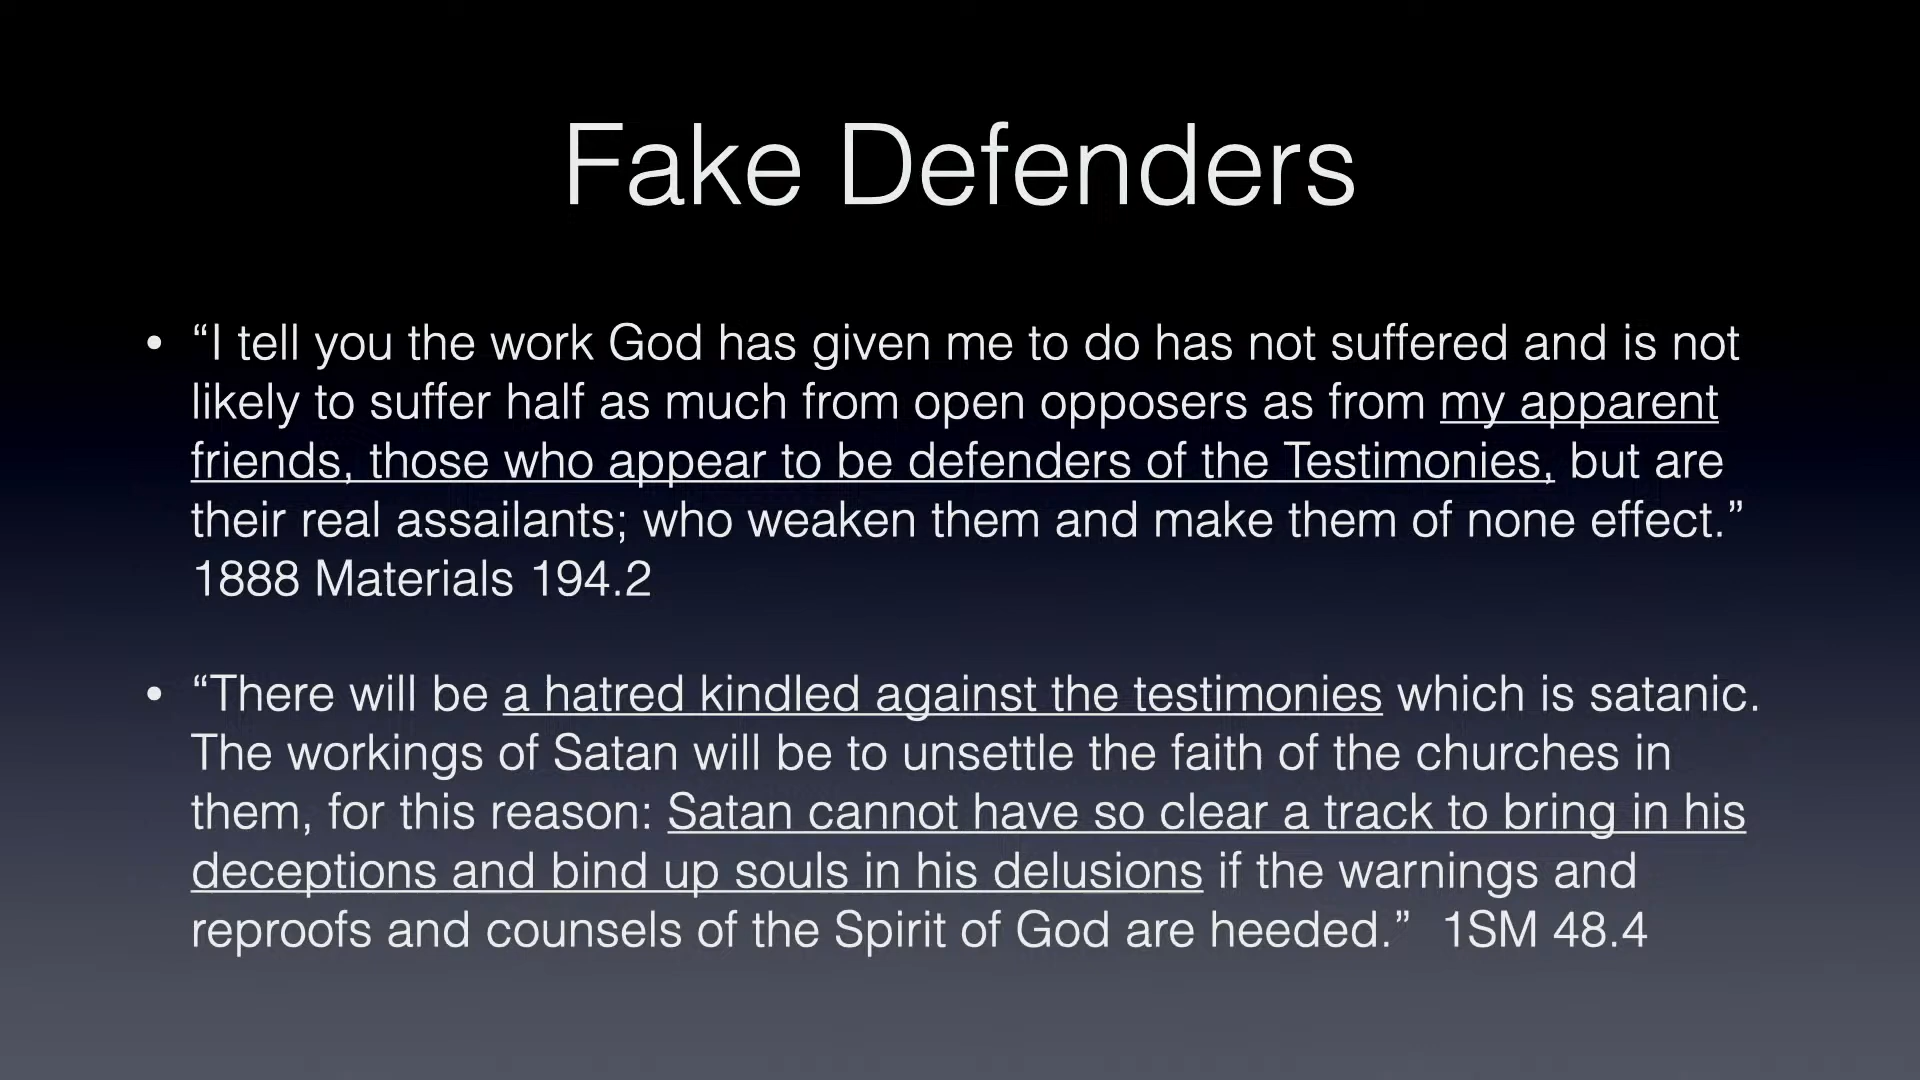 Fake Defenders
• “I tell you the work God has given me to do has not suffered and is not
likely to suffer half as much from open opposers as from my apparent
friends, those who appear to be defenders of the Testimonies, but are
their real assailants; who weaken them and make them of none effect.”
1888 Materials 194.2
• “There will be a hatred kindled against the testimonies which is satanic.
The workings of Satan will be to unsettle the faith of the churches in
them, for this reason: Satan cannot have so clear a track to bring in his
deceptions and bind up souls in his delusions if the warnings and
reproofs and counsels of the Spirit of God are heeded.”  1SM 48.4